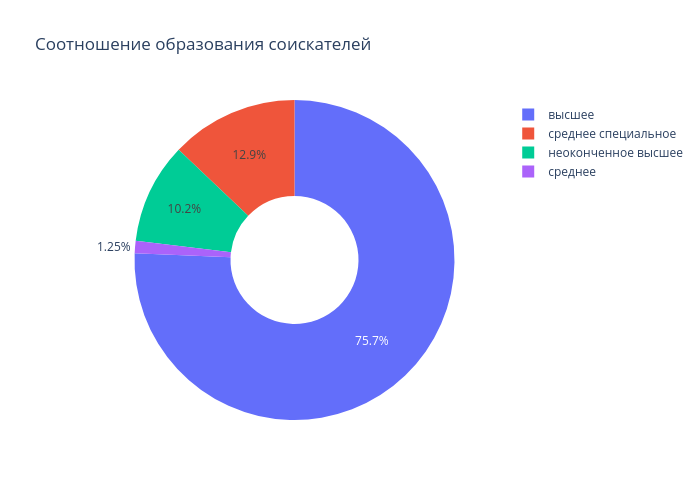 Соотношение образования соискателей
высшее
среднее специальное
неоконченное высшее
среднее
12.9%
10.2%
1.25%
75.7%